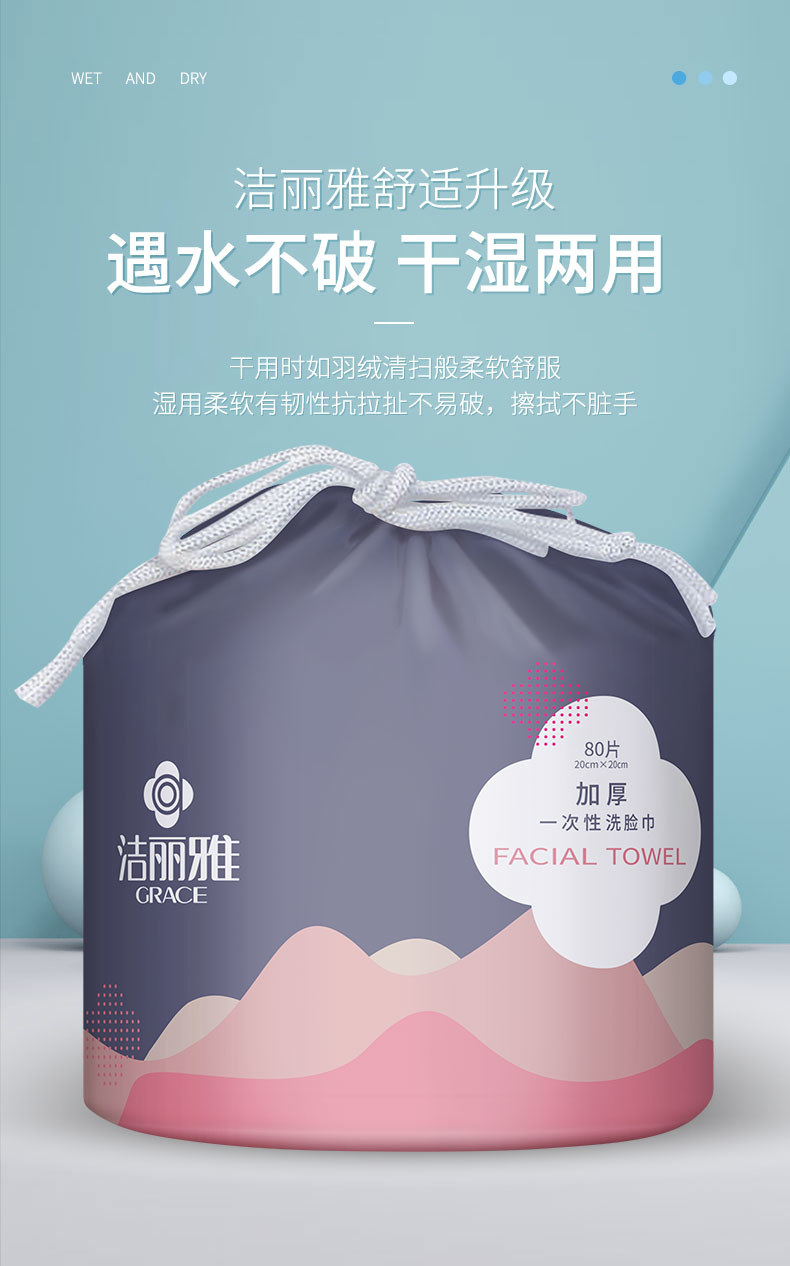 WET AND DRY
洁丽雅舒适升级
遇水不破 干湿两用
干用时如羽绒清扫般柔软舒服
湿用柔软有韧性抗拉扯不易破，擦拭不脏手
80片
20cm×20cm
加厚
一次性洗脸巾
FACIAL TOWEL
洁丽雅
GRACE